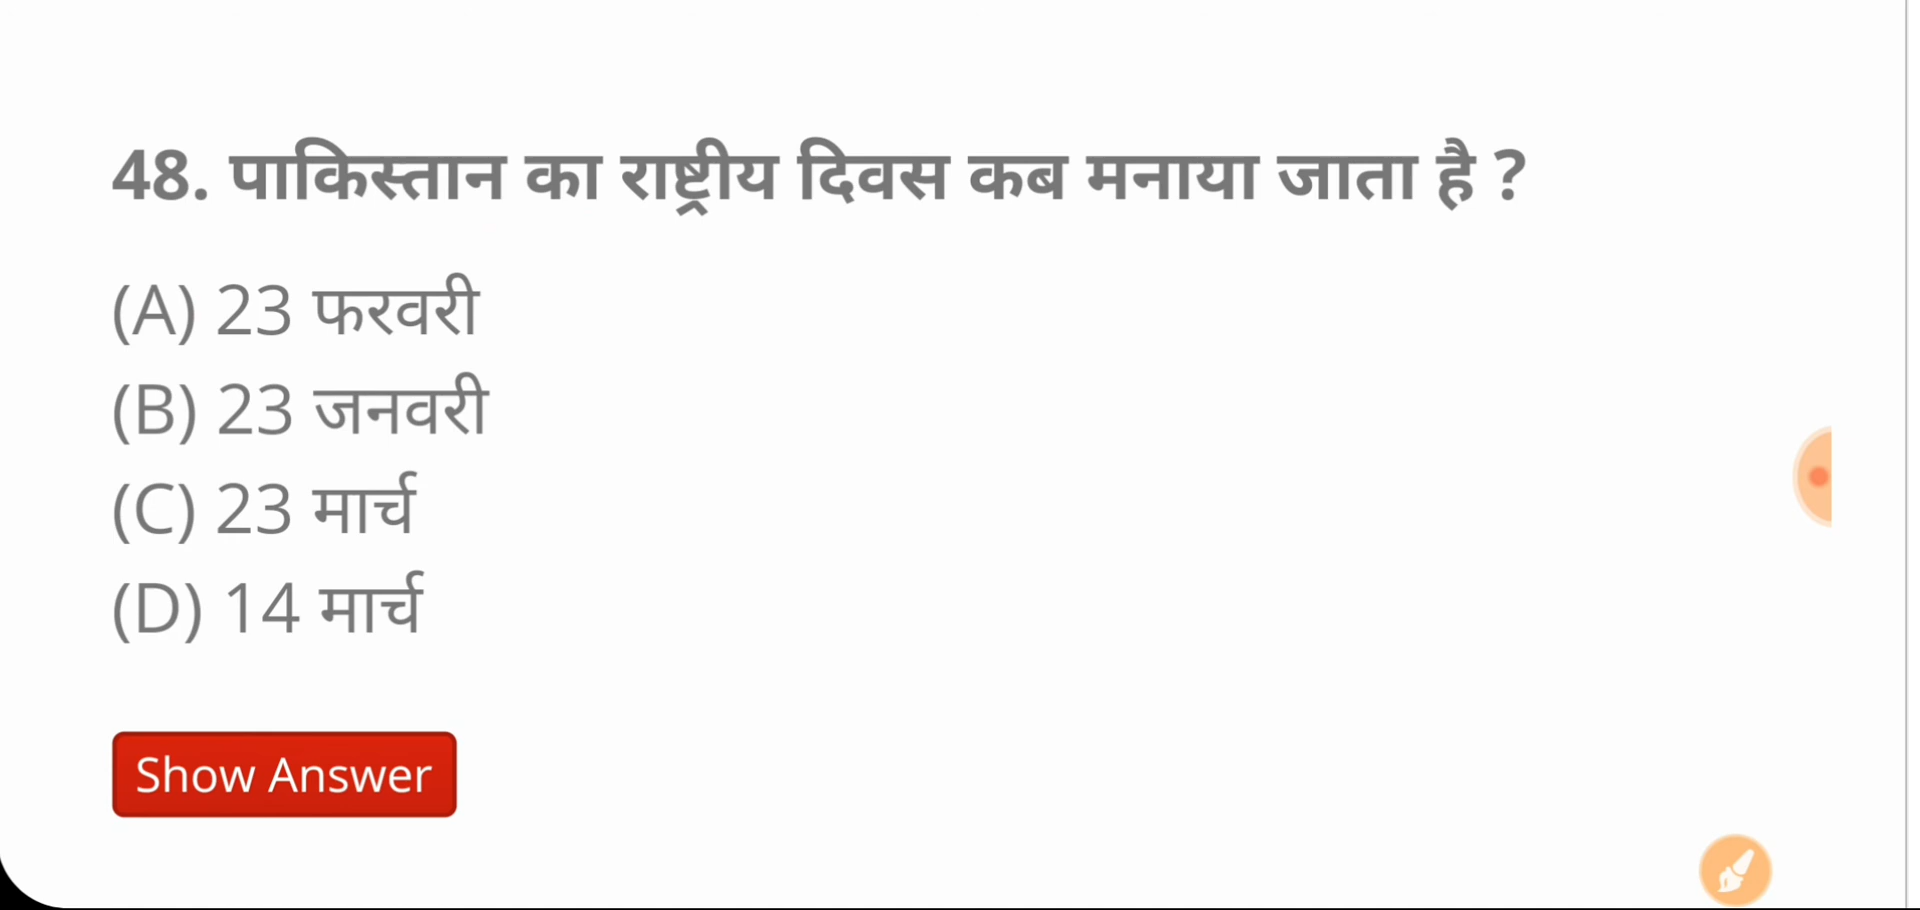 48. पाकिस्तान का राष्ट्रीय दिवस कब मनाया जाता है ?
(A) 23 फरवरी
(B) 23 जनवरी
(C) 23 मार्च
(D) 14 मार्च
Show Answer